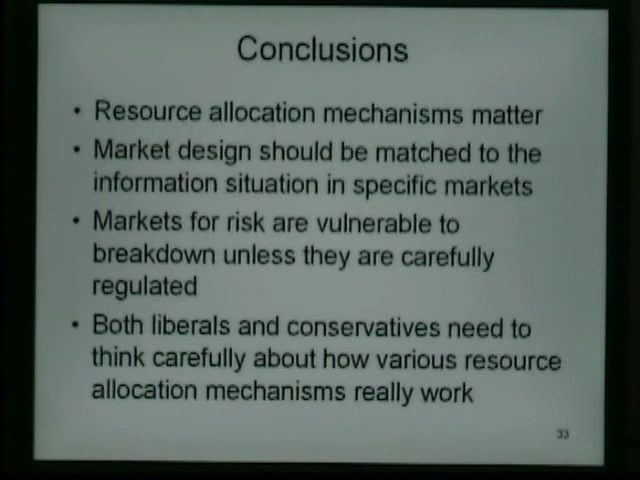 Conclusions
• Resource allocation mechanisms matter
• Market design should be matched to the
information situation in specific markets
• Markets for risk are vulnerable to
breakdown unless they are carefully
regulated
• Both liberals and conservatives need to
think carefully about how various resource
allocation mechanisms really work
33